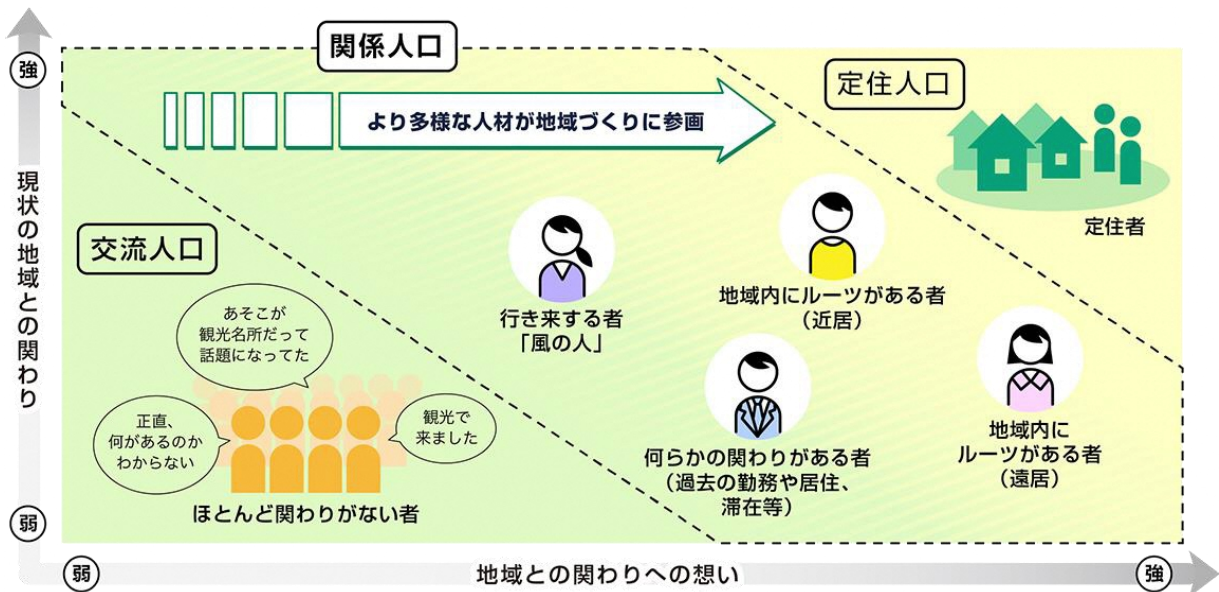 強
現状の地域との関わり
弱
関係人口
より多様な人材が地域づくりに参画
定住人口
定住者
交流人口
あそこが
観光名所だって
話題になってた
正直、
何があるのか
わからない
観光で
来ました
ほとんど関わりがない者
行き来する者
「風の人」
地域内にルーツがある者
（近居）
何らかの関わりがある者
（過去の勤務や居住、
滞在等）
地域内に
ルーツがある者
（遠居）
弱
地域との関わりへの想い
強